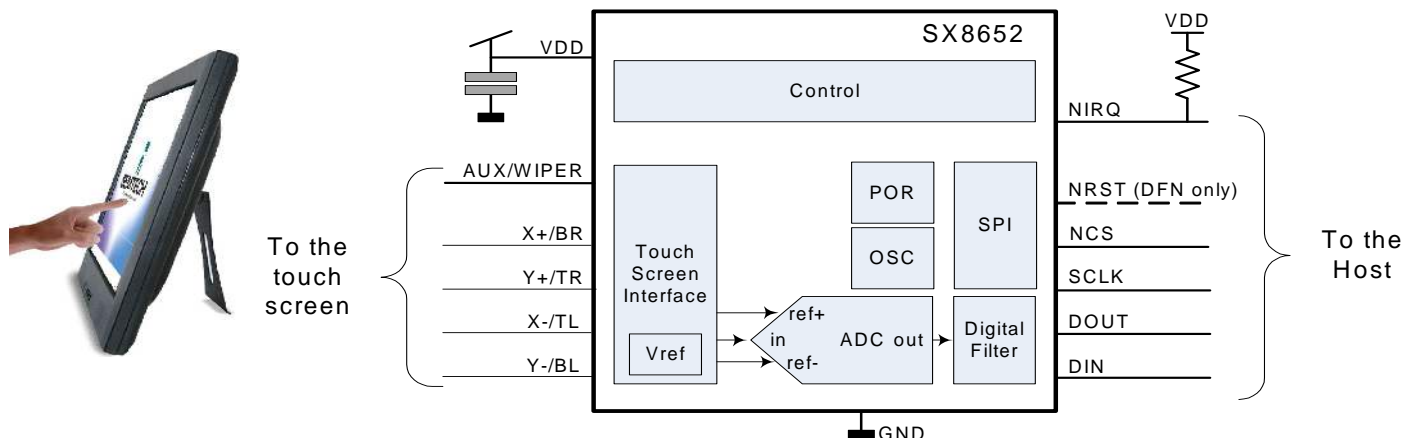 SX8652
VDD
VDD
Control
NIRQ
AUX/WIPER
POR
SPI
NRST (DFN only)
X+/BR
NCS
To the
touch
screen
Touch
Screen
Interface
OSC
To the
Host
Y+/TR
SCLK
ref+
X-/TL
in
ADC out
Digital
Filter
DOUT
Vref
ref-
Y-/BL
DIN
GND